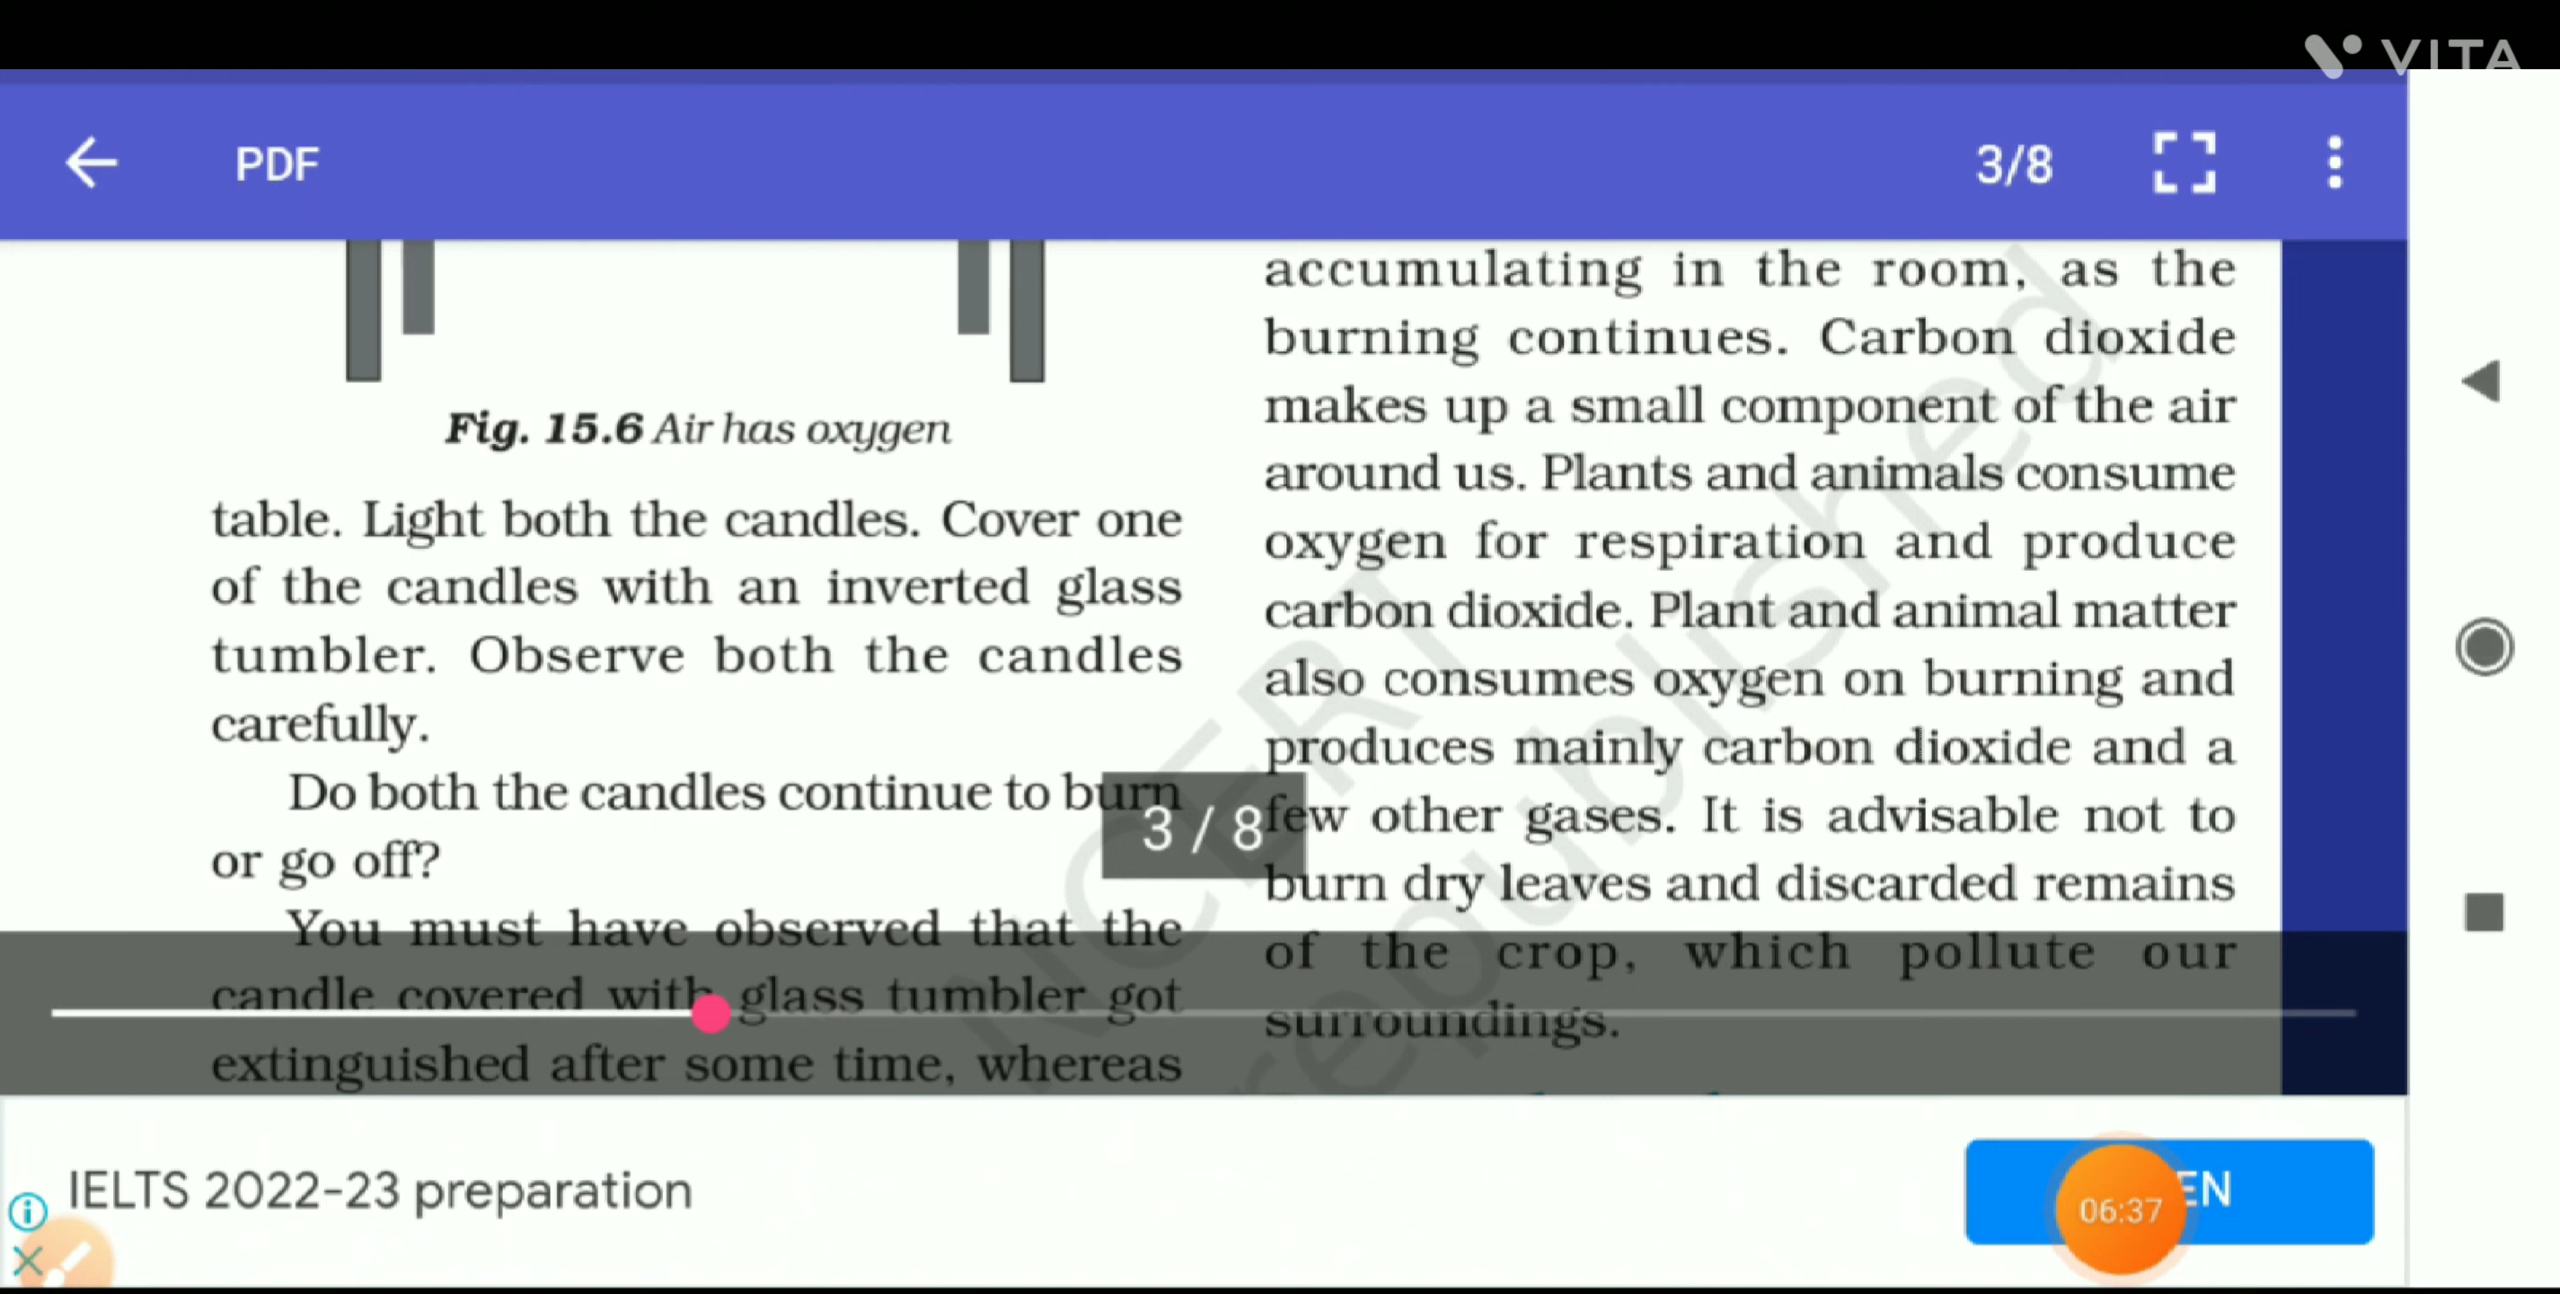 VITA
PDF
3/8
Fig. 15.6 Air has oxygen
table. Light both the candles. Cover one
of the candles with an inverted glass
tumbler. Observe both the candles
carefully.
Do both the candles continue to burn
or go off?
You must have observed that the
candle covered with glass tumbler got
extinguished after some time, whereas
accumulating in the room, as the
burning continues. Carbon dioxide
makes up a small component of the air
around us. Plants and animals consume
oxygen for respiration and produce
carbon dioxide. Plant and animal matter
also consumes oxygen on burning and
produces mainly carbon dioxide and a
few other gases. It is advisable not to
burn dry leaves and discarded remains
of the crop, which pollute our
surroundings.
3 / 8
NCERT
republished
IELTS 2022-23 preparation
06:37